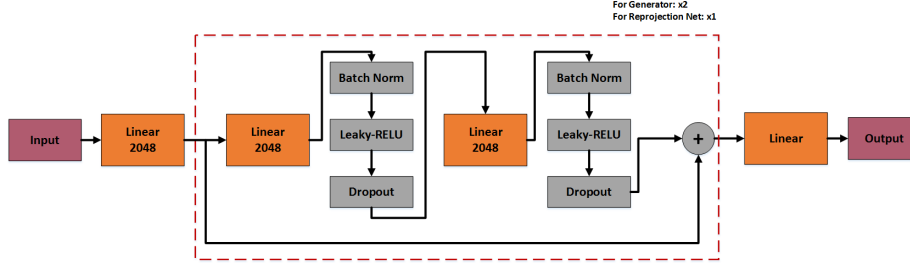 For Generator: x2
For Reprojection Net: x1
Input
Linear
2048
Linear
2048
Batch Norm
Leaky-RELU
Dropout
Linear
2048
Batch Norm
Leaky-RELU
Dropout
+
Linear
Output